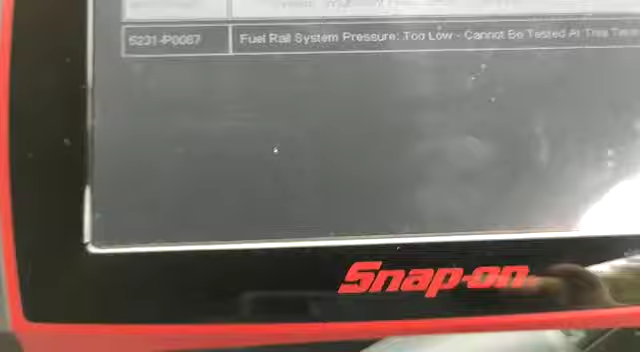 5231-P0087 Fuel Rail System Pressure: Too Low - Cannot Be Tested At This Time
Snap-on